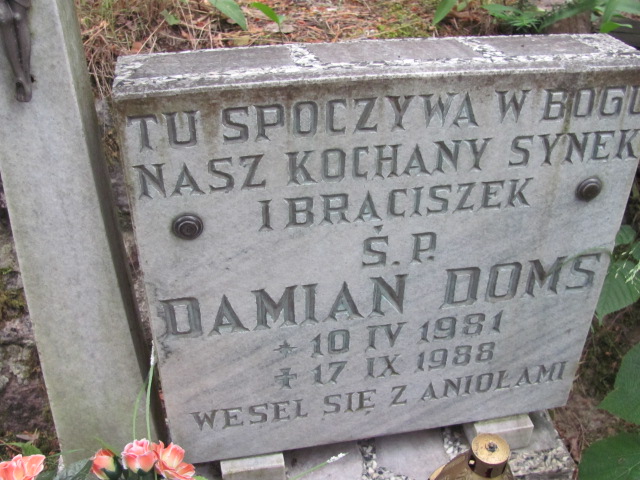 TU SPOCZYWA W BOGU
NASZ KOCHANY SYNEK
I BRACISZEK
Ś.P.
DAMIAN DOMS
* 10 IV 1981
✝ 17 IX 1988
WESEL SIĘ Z ANIOŁAMI